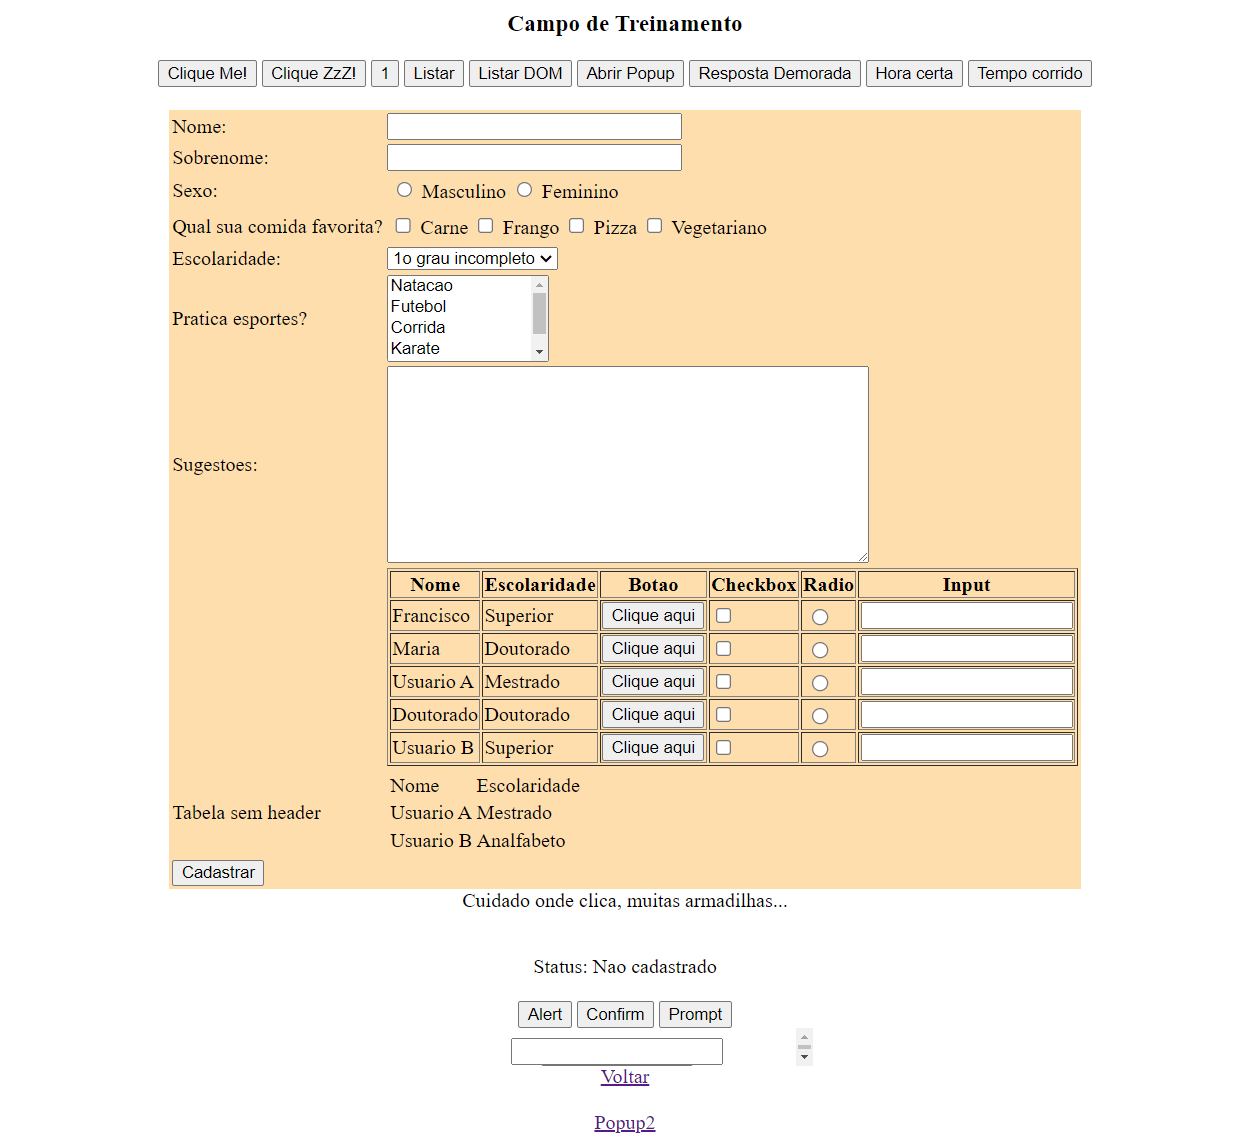 Campo de Treinamento
Clique Me! Clique ZzZ! 1 Listar Listar DOM Abrir Popup Resposta Demorada Hora certa Tempo corrido
Nome:
Sobrenome:
Sexo: Masculino Feminino
Qual sua comida favorita? Carne Frango Pizza Vegetariano
Escolaridade: 1o grau incompleto
Pratica esportes?
Natacao
Futebol
Corrida
Karate
Sugestoes:
Nome Escolaridade Botao Checkbox Radio Input
Francisco Superior Clique aqui
Maria Doutorado Clique aqui
Usuario A Mestrado Clique aqui
Doutorado Doutorado Clique aqui
Usuario B Superior Clique aqui
Tabela sem header
Nome Escolaridade
Usuario A Mestrado
Usuario B Analfabeto
Cadastrar
Cuidado onde clica, muitas armadilhas...
Status: Nao cadastrado
Alert Confirm Prompt
Voltar
Popup2